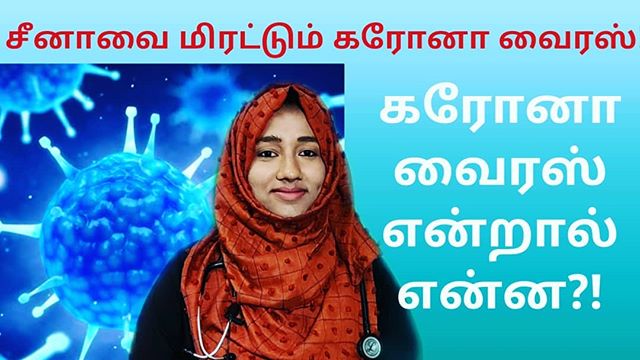 சீனாவை மிரட்டும் கரோனா வைரஸ்
கரோனா
வைரஸ்
என்றால்
என்ன?!